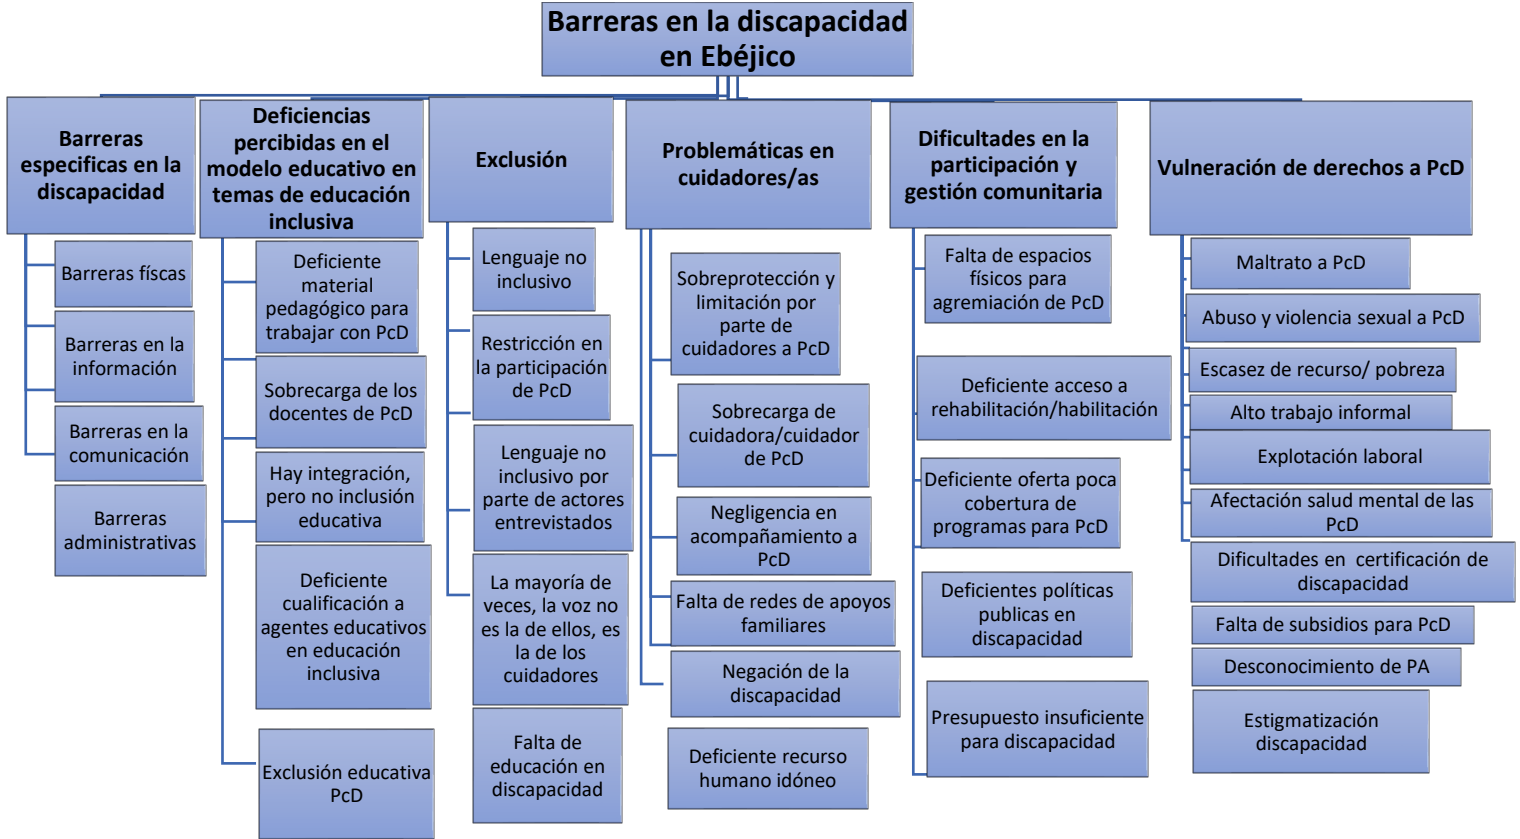 Barreras en la discapacidad
en Ebéjico
Barreras
especificas en la
discapacidad
Barreras físcas
Barreras en la
información
Barreras en la
comunicación
Barreras
administrativas
Deficiencias
percibidas en el
modelo educativo en
temas de educación
inclusiva
Deficiente
material
pedagógico para
trabajar con PcD
Sobrecarga de los
docentes de PcD
Hay integración,
pero no inclusión
educativa
Deficiente
cualificación a
agentes educativos
en educación
inclusiva
Exclusión educativa
PcD
Exclusión
Lenguaje no
inclusivo
Restricción en
la participación
de PcD
Lenguaje no
inclusivo por
parte de actores
entrevistados
La mayoría de
veces, la voz no
es la de ellos, es
la de los
cuidadores
Falta de
educación en
discapacidad
Problemáticas en
cuidadores/as
Sobreprotección y
limitación por
parte de
cuidadores a PcD
Sobrecarga de
cuidadora/cuidador
de PcD
Negligencia en
acompañamiento a
PcD
Falta de redes de apoyos
familiares
Negación de la
discapacidad
Deficiente recurso
humano idóneo
Dificultades en la
participación y
gestión comunitaria
Falta de espacios
físicos para
agremiación de PcD
Deficiente acceso a
rehabilitación/habilitación
Deficiente oferta poca
cobertura de
programas para PcD
Deficientes políticas
publicas en
discapacidad
Presupuesto insuficiente
para discapacidad
Vulneración de derechos a PcD
Maltrato a PcD
Abuso y violencia sexual a PcD
Escasez de recurso/ pobreza
Alto trabajo informal
Explotación laboral
Afectación salud mental de las
PcD
Dificultades en certificación de
discapacidad
Falta de subsidios para PcD
Desconocimiento de PA
Estigmatización
discapacidad